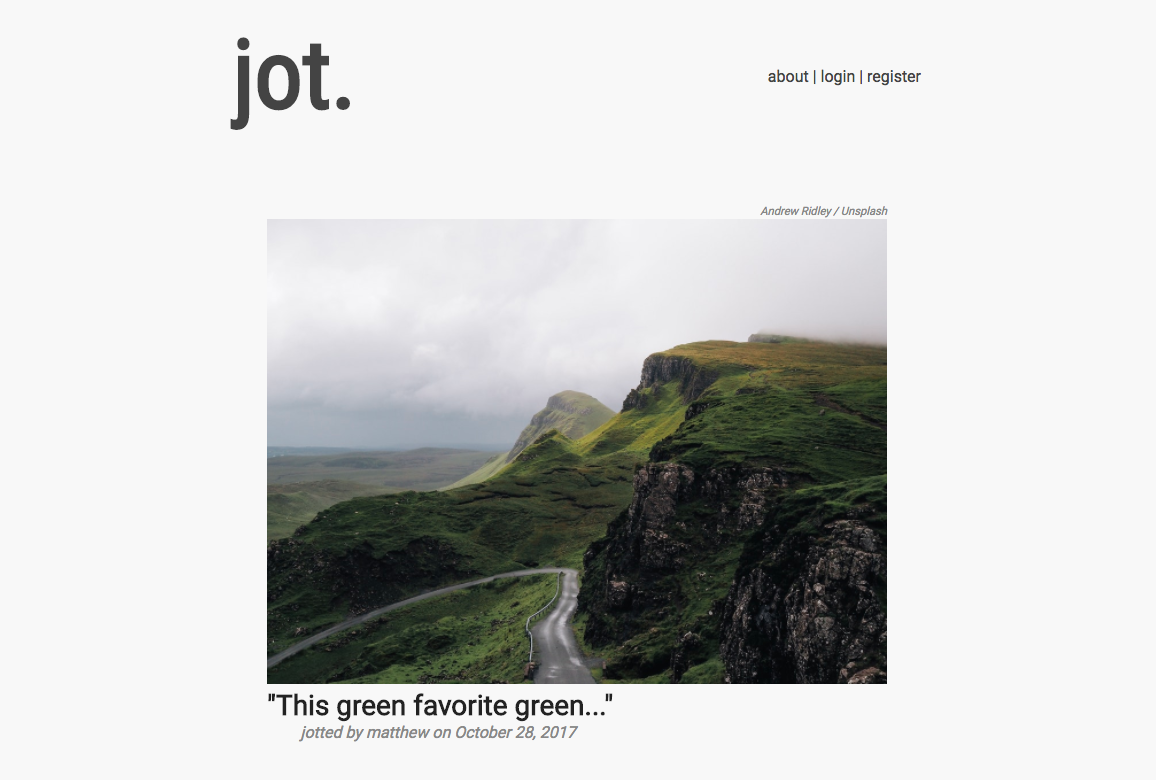 jot.
about | login | register
Andrew Ridley / Unsplash
"This green favorite green..."
jotted by matthew on October 28, 2017